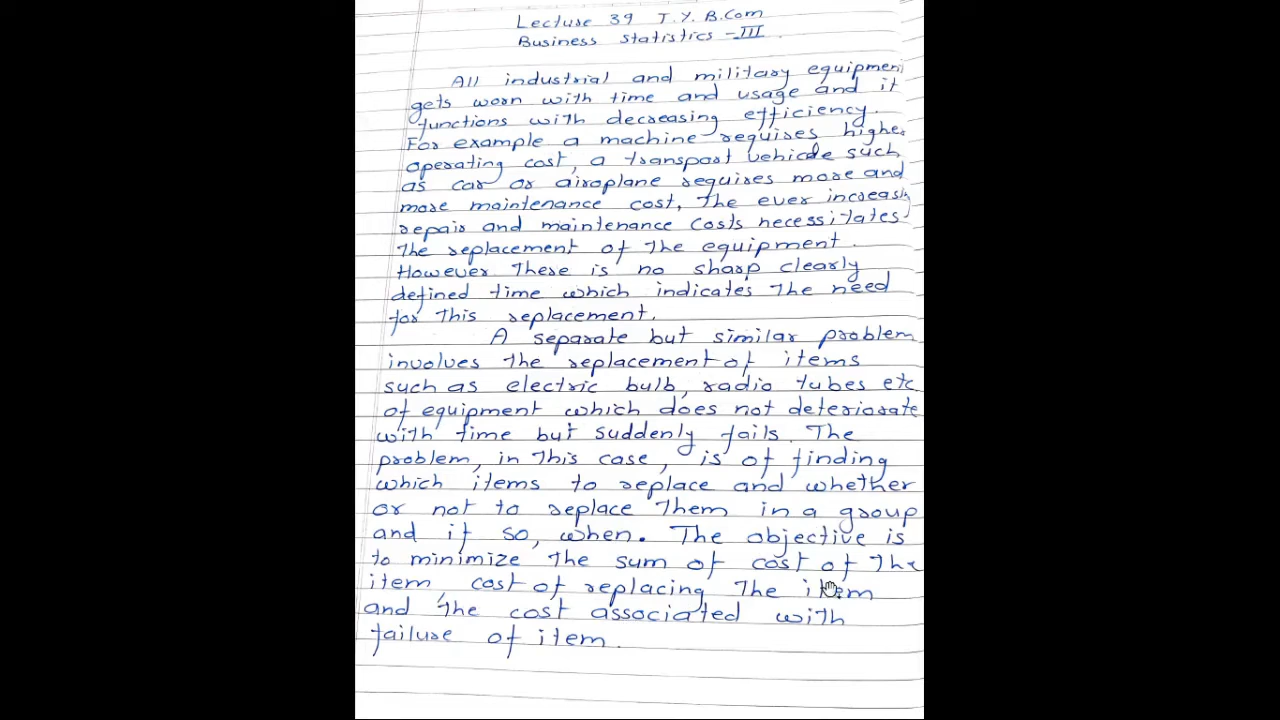 Lecture 39 T.Y. B.Com
Business Statistics - III
All industrial and military equipment
gets worn with time and usage and it
functions with decreasing efficiency.
For example a machine requires higher
operating cost, a transport vehicle such
as car or airoplane requires more and
more maintenance cost, The ever increasing
repair and maintenance costs necessitates
the replacement of the equipment.
However there is no sharp clearly
defined time which indicates the need
for this replacement.
A separate but similar problem
involves the replacement of items
such as electric bulb, radio tubes etc
of equipment which does not deteriorate
with time but suddenly fails. The
problem, in this case, is of finding
which items to replace and whether
or not to replace them in a group
and if so, when. The objective is
to minimize the sum of cost of the
item, cost of replacing the item
and the cost associated with
failure of item.